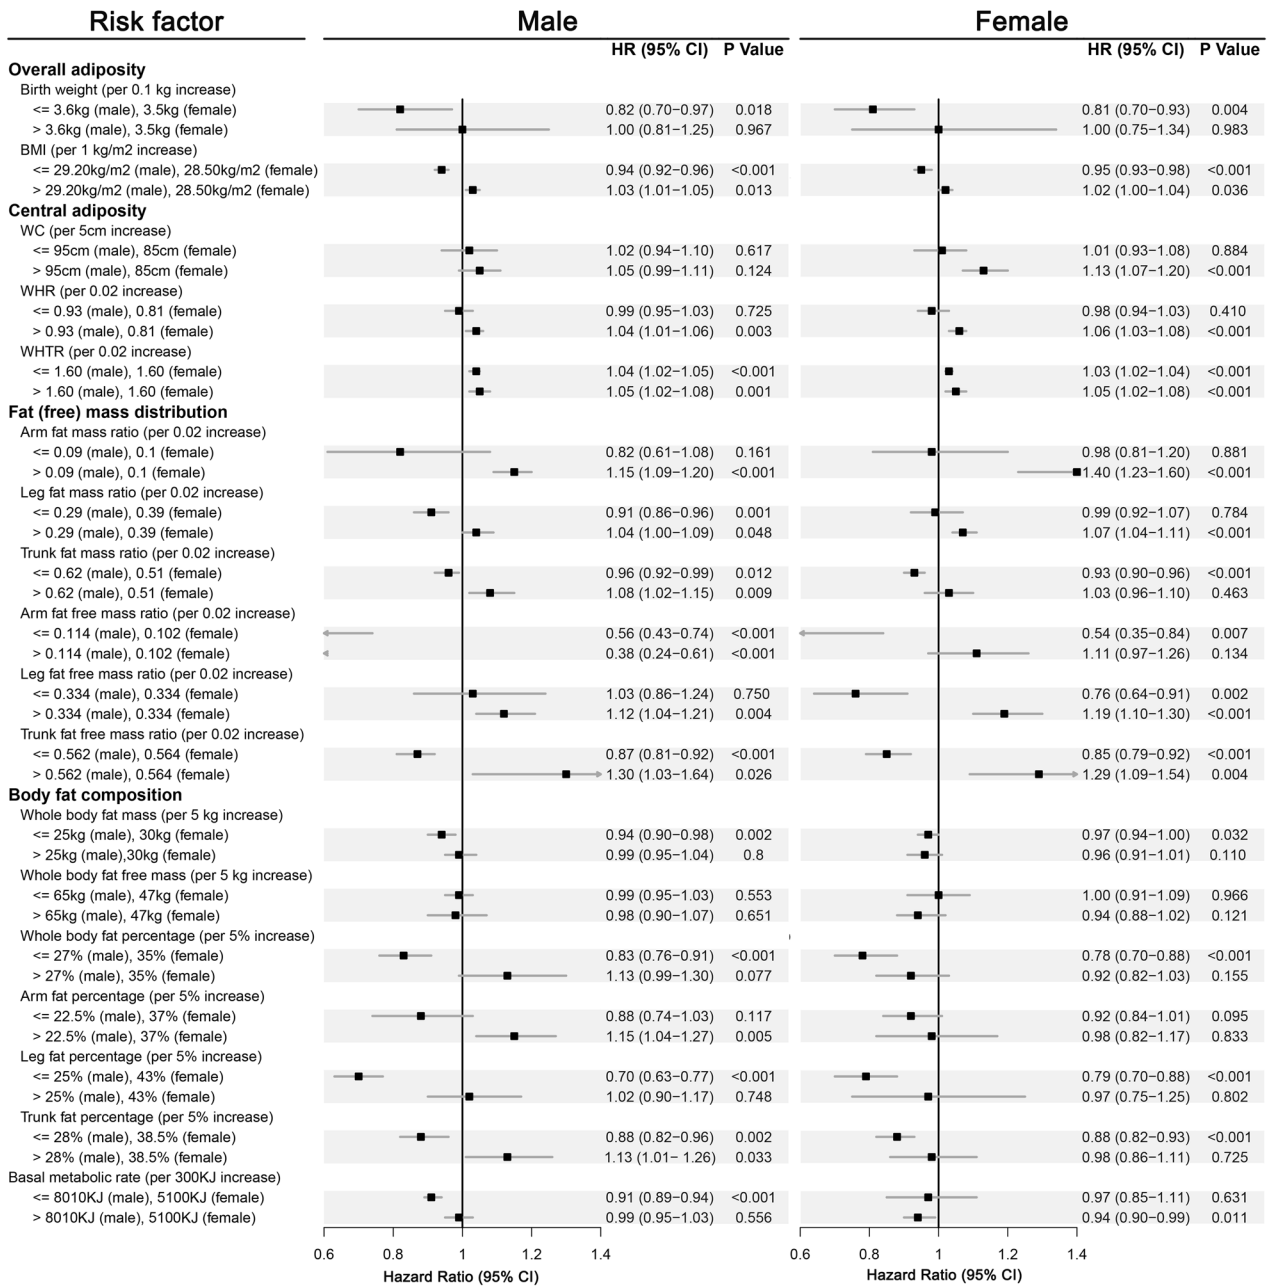 Risk factor Male Female
HR (95% CI) P Value HR (95% CI) P Value
Overall adiposity
Birth weight (per 0.1 kg increase)
<= 3.6kg (male), 3.5kg (female) 0.82 (0.70−0.97) 0.018 0.81 (0.70−0.93) 0.004
> 3.6kg (male), 3.5kg (female) 1.00 (0.81−1.25) 0.967 1.00 (0.75−1.34) 0.983
BMI (per 1 kg/m2 increase)
<= 29.20kg/m2 (male), 28.50kg/m2 (female) 0.94 (0.92−0.96) <0.001 0.95 (0.93−0.98) <0.001
> 29.20kg/m2 (male), 28.50kg/m2 (female) 1.03 (1.01−1.05) 0.013 1.02 (1.00−1.04) 0.036
Central adiposity
WC (per 5cm increase)
<= 95cm (male), 85cm (female) 1.02 (0.94−1.10) 0.617 1.01 (0.93−1.08) 0.884
> 95cm (male), 85cm (female) 1.05 (0.99−1.11) 0.124 1.13 (1.07−1.20) <0.001
WHR (per 0.02 increase)
<= 0.93 (male), 0.81 (female) 0.99 (0.95−1.03) 0.725 0.98 (0.94−1.03) 0.410
> 0.93 (male), 0.81 (female) 1.04 (1.01−1.06) 0.003 1.06 (1.03−1.08) <0.001
WHTR (per 0.02 increase)
<= 1.60 (male), 1.60 (female) 1.04 (1.02−1.05) <0.001 1.03 (1.02−1.04) <0.001
> 1.60 (male), 1.60 (female) 1.05 (1.02−1.08) 0.001 1.05 (1.02−1.08) <0.001
Fat (free) mass distribution
Arm fat mass ratio (per 0.02 increase)
<= 0.09 (male), 0.1 (female) 0.82 (0.61−1.08) 0.161 0.98 (0.81−1.20) 0.881
> 0.09 (male), 0.1 (female) 1.15 (1.09−1.20) <0.001 1.40 (1.23−1.60) <0.001
Leg fat mass ratio (per 0.02 increase)
<= 0.29 (male), 0.39 (female) 0.91 (0.86−0.96) 0.001 0.99 (0.92−1.07) 0.784
> 0.29 (male), 0.39 (female) 1.04 (1.00−1.09) 0.048 1.07 (1.04−1.11) <0.001
Trunk fat mass ratio (per 0.02 increase)
<= 0.62 (male), 0.51 (female) 0.96 (0.92−0.99) 0.012 0.93 (0.90−0.96) <0.001
> 0.62 (male), 0.51 (female) 1.08 (1.02−1.15) 0.009 1.03 (0.96−1.10) 0.463
Arm fat free mass ratio (per 0.02 increase)
<= 0.114 (male), 0.102 (female) 0.56 (0.43−0.74) <0.001 0.54 (0.35−0.84) 0.007
> 0.114 (male), 0.102 (female) 0.38 (0.24−0.61) <0.001 1.11 (0.97−1.26) 0.134
Leg fat free mass ratio (per 0.02 increase)
<= 0.334 (male), 0.334 (female) 1.03 (0.86−1.24) 0.750 0.76 (0.64−0.91) 0.002
> 0.334 (male), 0.334 (female) 1.12 (1.04−1.21) 0.004 1.19 (1.10−1.30) <0.001
Trunk fat free mass ratio (per 0.02 increase)
<= 0.562 (male), 0.564 (female) 0.87 (0.81−0.92) <0.001 0.85 (0.79−0.92) <0.001
> 0.562 (male), 0.564 (female) 1.30 (1.03−1.64) 0.026 1.29 (1.09−1.54) 0.004
Body fat composition
Whole body fat mass (per 5 kg increase)
<= 25kg (male), 30kg (female) 0.94 (0.90−0.98) 0.002 0.97 (0.94−1.00) 0.032
> 25kg (male),30kg (female) 0.99 (0.95−1.04) 0.8 0.96 (0.91−1.01) 0.110
Whole body fat free mass (per 5 kg increase)
<= 65kg (male), 47kg (female) 0.99 (0.95−1.03) 0.553 1.00 (0.91−1.09) 0.966
> 65kg (male), 47kg (female) 0.98 (0.90−1.07) 0.651 0.94 (0.88−1.02) 0.121
Whole body fat percentage (per 5% increase)
<= 27% (male), 35% (female) 0.83 (0.76−0.91) <0.001 0.78 (0.70−0.88) <0.001
> 27% (male), 35% (female) 1.13 (0.99−1.30) 0.077 0.92 (0.82−1.03) 0.155
Arm fat percentage (per 5% increase)
<= 22.5% (male), 37% (female) 0.88 (0.74−1.03) 0.117 0.92 (0.84−1.01) 0.095
> 22.5% (male), 37% (female) 1.15 (1.04−1.27) 0.005 0.98 (0.82−1.17) 0.833
Leg fat percentage (per 5% increase)
<= 25% (male), 43% (female) 0.70 (0.63−0.77) <0.001 0.79 (0.70−0.88) <0.001
> 25% (male), 43% (female) 1.02 (0.90−1.17) 0.748 0.97 (0.75−1.25) 0.802
Trunk fat percentage (per 5% increase)
<= 28% (male), 38.5% (female) 0.88 (0.82−0.96) 0.002 0.88 (0.82−0.93) <0.001
> 28% (male), 38.5% (female) 1.13 (1.01− 1.26) 0.033 0.98 (0.86−1.11) 0.725
Basal metabolic rate (per 300KJ increase)
<= 8010KJ (male), 5100KJ (female) 0.91 (0.89−0.94) <0.001 0.97 (0.85−1.11) 0.631
> 8010KJ (male), 5100KJ (female) 0.99 (0.95−1.03) 0.556 0.94 (0.90−0.99) 0.011
0.6 0.8 1 1.2 1.4 0.6 0.8 1 1.2 1.4
Hazard Ratio (95% CI) Hazard Ratio (95% CI)